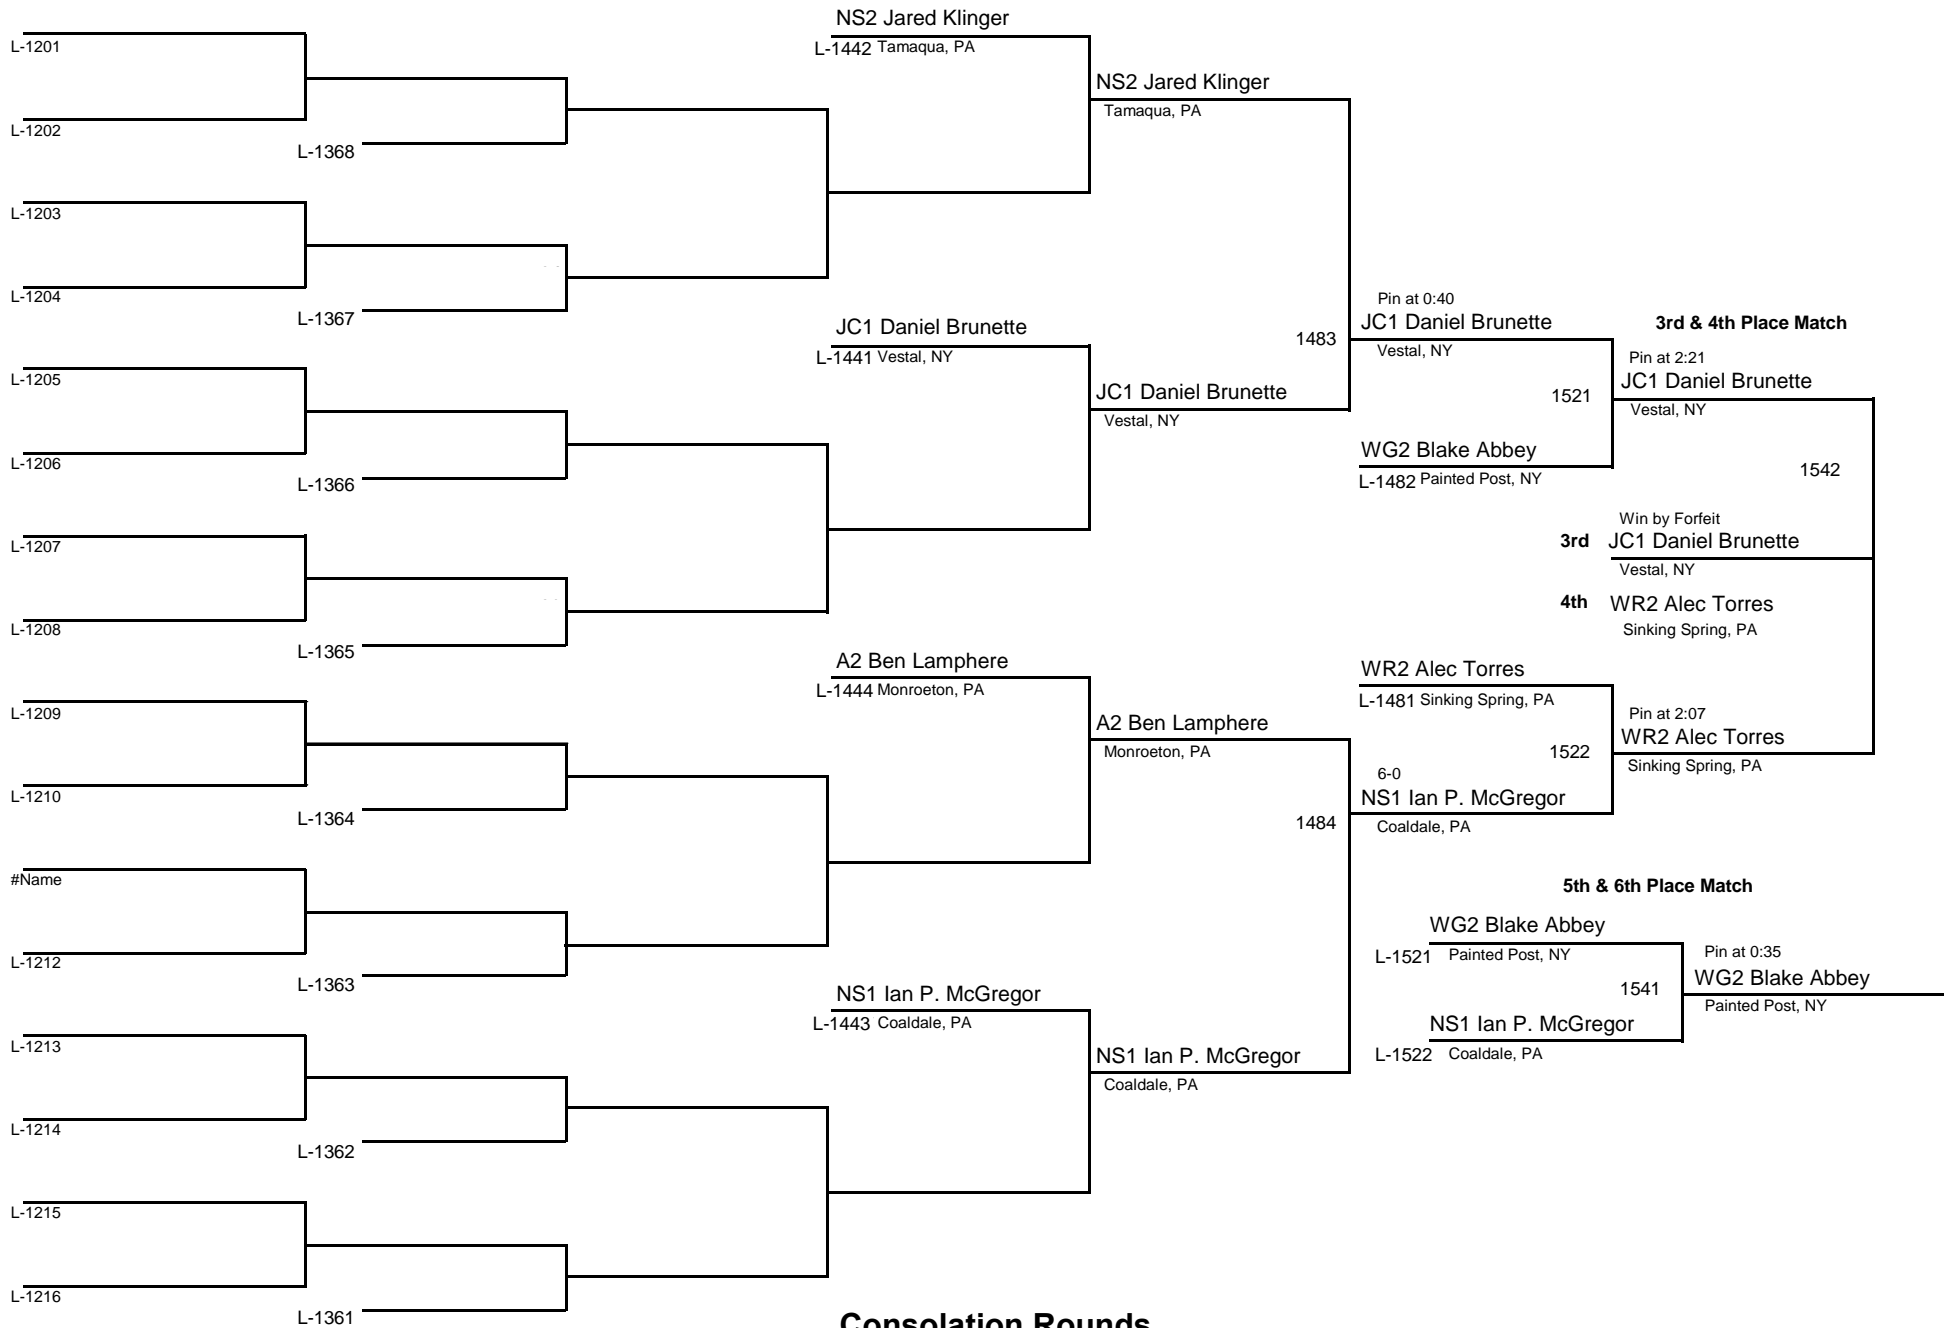 L-1201
L-1202
L-1368
L-1203
L-1204
L-1367
L-1205
L-1206
L-1366
L-1207
L-1208
L-1365
L-1209
L-1210
L-1364
#Name
L-1212
L-1363
L-1213
L-1214
L-1362
L-1215
L-1216
L-1361
NS2 Jared Klinger
L-1442 Tamaqua, PA
JC1 Daniel Brunette
L-1441 Vestal, NY
A2 Ben Lamphere
L-1444 Monroeton, PA
NS1 Ian P. McGregor
L-1443 Coaldale, PA
NS2 Jared Klinger
Tamaqua, PA
1483
JC1 Daniel Brunette
Vestal, NY
A2 Ben Lamphere
Monroeton, PA
1484
NS1 Ian P. McGregor
Coaldale, PA
Pin at 0:40
JC1 Daniel Brunette
Vestal, NY
1521
WG2 Blake Abbey
L-1482 Painted Post, NY
WR2 Alec Torres
L-1481 Sinking Spring, PA
1522
6-0
NS1 Ian P. McGregor
Coaldale, PA
3rd & 4th Place Match
Pin at 2:21
JC1 Daniel Brunette
Vestal, NY
1542
Win by Forfeit
3rd JC1 Daniel Brunette
Vestal, NY
4th WR2 Alec Torres
Sinking Spring, PA
Pin at 2:07
WR2 Alec Torres
Sinking Spring, PA
5th & 6th Place Match
WG2 Blake Abbey
L-1521 Painted Post, NY
1541
NS1 Ian P. McGregor
L-1522 Coaldale, PA
Pin at 0:35
WG2 Blake Abbey
Painted Post, NY
Consolation Rounds